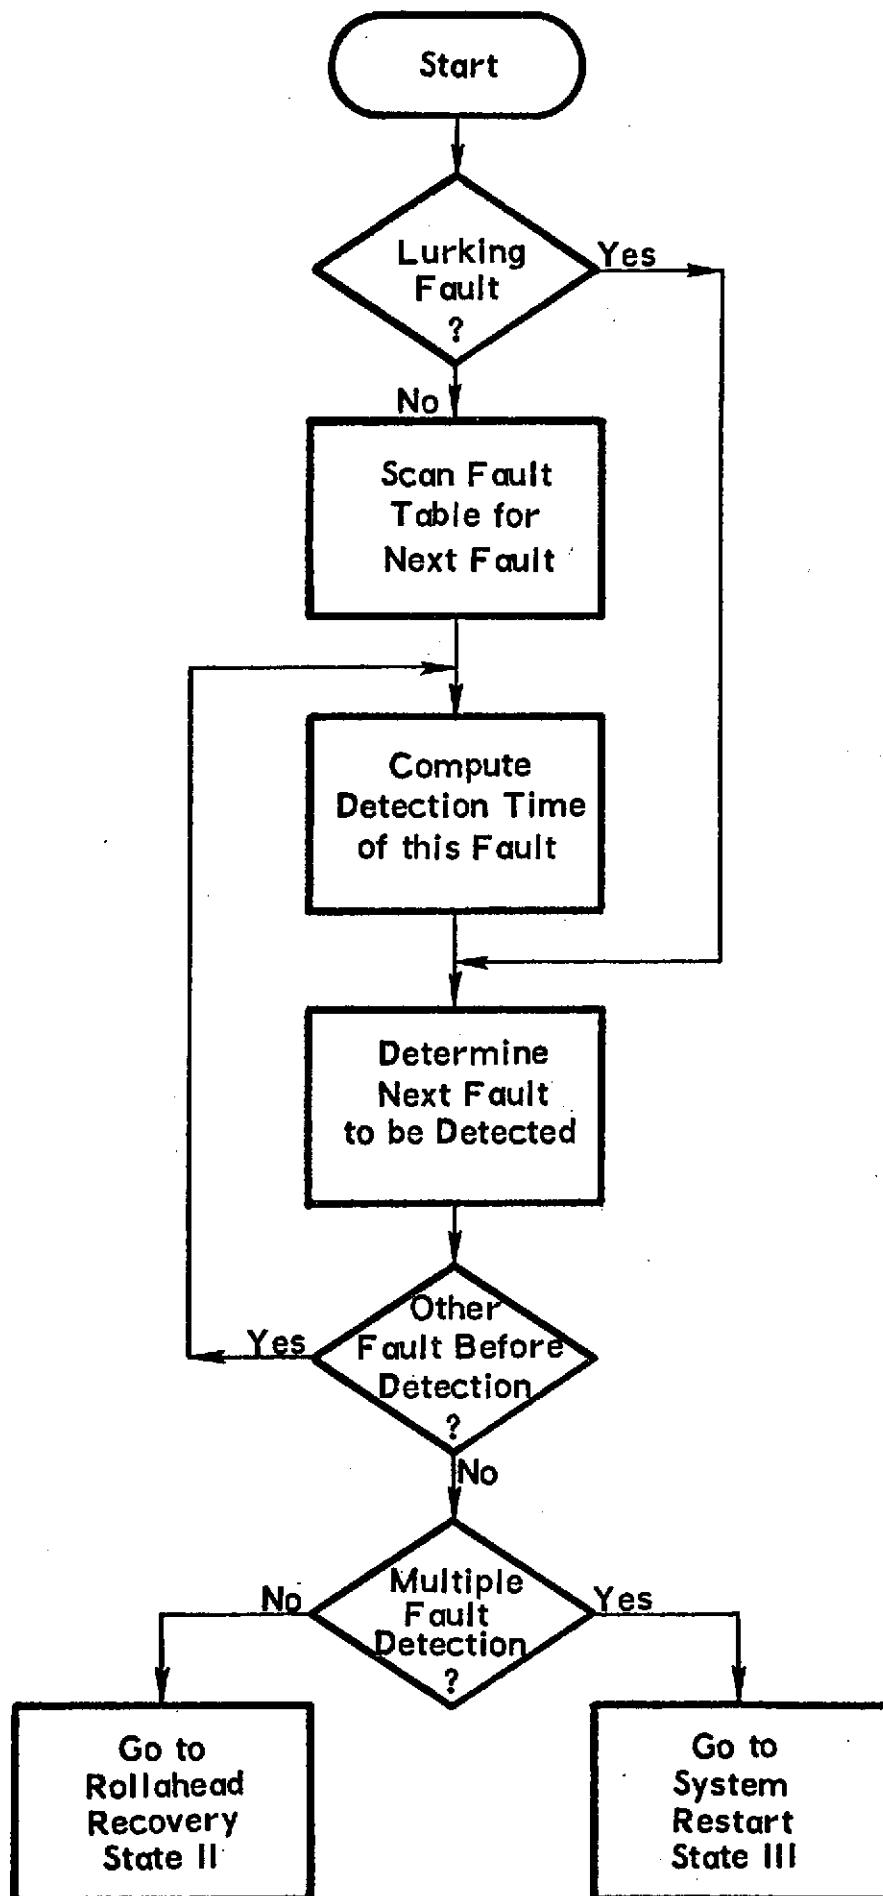 Start
Lurking
Fault
?
Yes
No
Scan Fault
Table for
Next Fault
Compute
Detection Time
of this Fault
Determine
Next Fault
to be Detected
Other
Fault Before
Detection
?
Yes
No
Multiple
Fault
Detection
?
No
Yes
Go to
Rollahead
Recovery
State II
Go to
System
Restart
State III